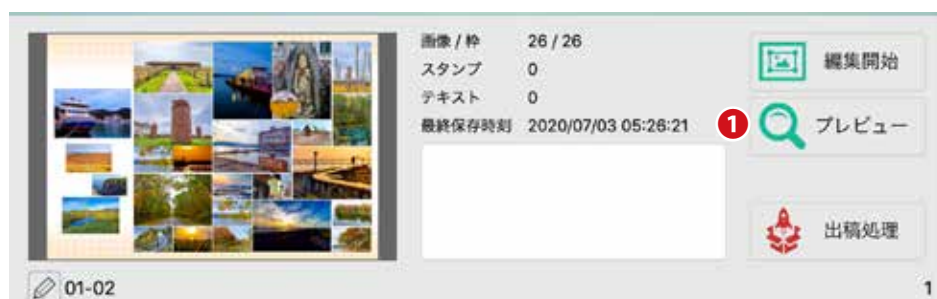 画像 / 枠 26 / 26
スタンプ 0
テキスト 0
最終保存時刻 2020/07/03 05:26:21
編集開始
1 プレビュー
出稿処理
01-02
1